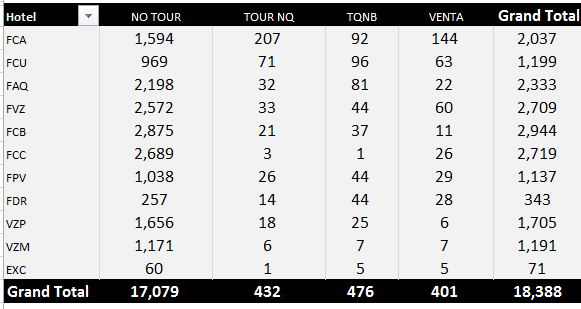 Hotel NO TOUR TOUR NQ TQNB VENTA Grand Total
FCA 1,594 207 92 144 2,037
FCU 969 71 96 63 1,199
FAQ 2,198 32 81 22 2,333
FVZ 2,572 33 44 60 2,709
FCB 2,875 21 37 11 2,944
FCC 2,689 3 1 26 2,719
FPV 1,038 26 44 29 1,137
FDR 257 14 44 28 343
VZP 1,656 18 25 6 1,705
VZM 1,171 6 7 7 1,191
EXC 60 1 5 5 71
Grand Total 17,079 432 476 401 18,388